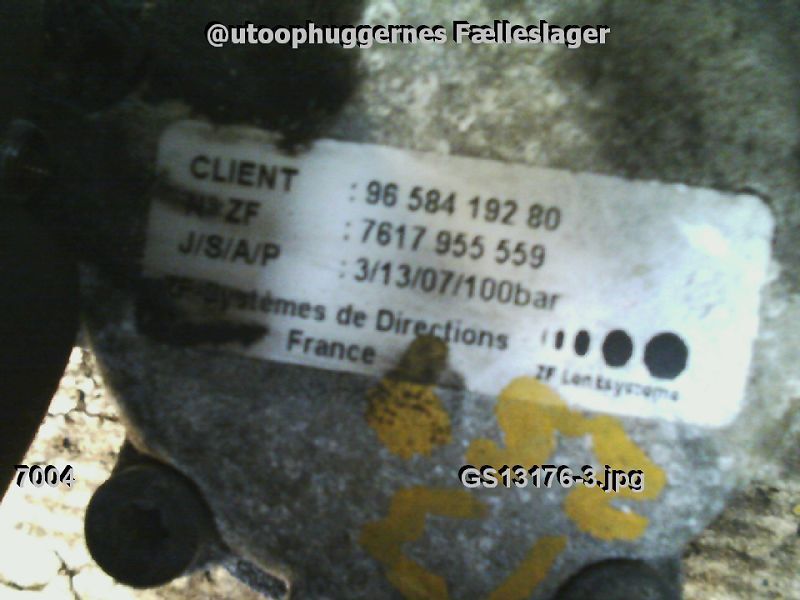 @utoophuggernes Fælleslager
CLIENT : 96 584 192 80
N° ZF : 7617 955 559
J/S/A/P : 3/13/07/100bar
ZF Systèmes de Directions
France
ZF Lenksysteme
7004
GS13176-3.jpg